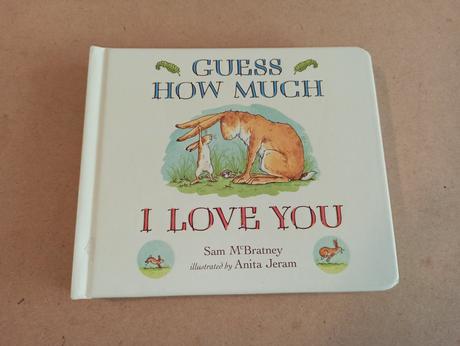 GUESS
HOW MUCH
I LOVE YOU
Sam McBratney
illustrated by Anita Jeram